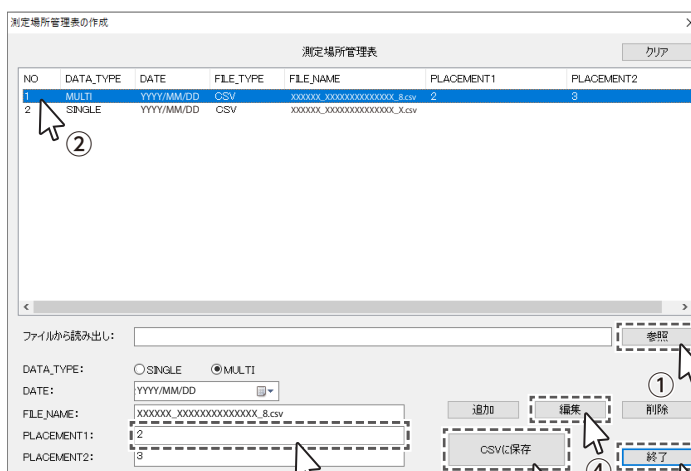 測定場所管理表の作成
測定場所管理表 クリア
NO DATA_TYPE DATE FILE_TYPE FILE_NAME PLACEMENT1 PLACEMENT2
1 MULTI YYYY/MM/DD CSV XXXXXX_XXXXXXXXXXXXXX_8.csv 2 3
2 SINGLE YYYY/MM/DD CSV XXXXXX_XXXXXXXXXXXXXX_X.csv
②
ファイルから読み出し: 参照
①
DATA_TYPE: SINGLE MULTI
DATE: YYYY/MM/DD
FILE_NAME: XXXXXX_XXXXXXXXXXXXXX_8.csv 追加 編集 削除
PLACEMENT1: 2
CSVに保存
PLACEMENT2: 3 終了